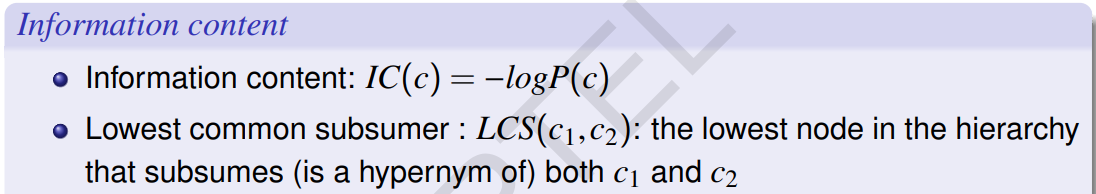 Information content
Information content: IC(c) = −logP(c)
Lowest common subsumer : LCS(c₁,c₂): the lowest node in the hierarchy
that subsumes (is a hypernym of) both c₁ and c₂
PTEL